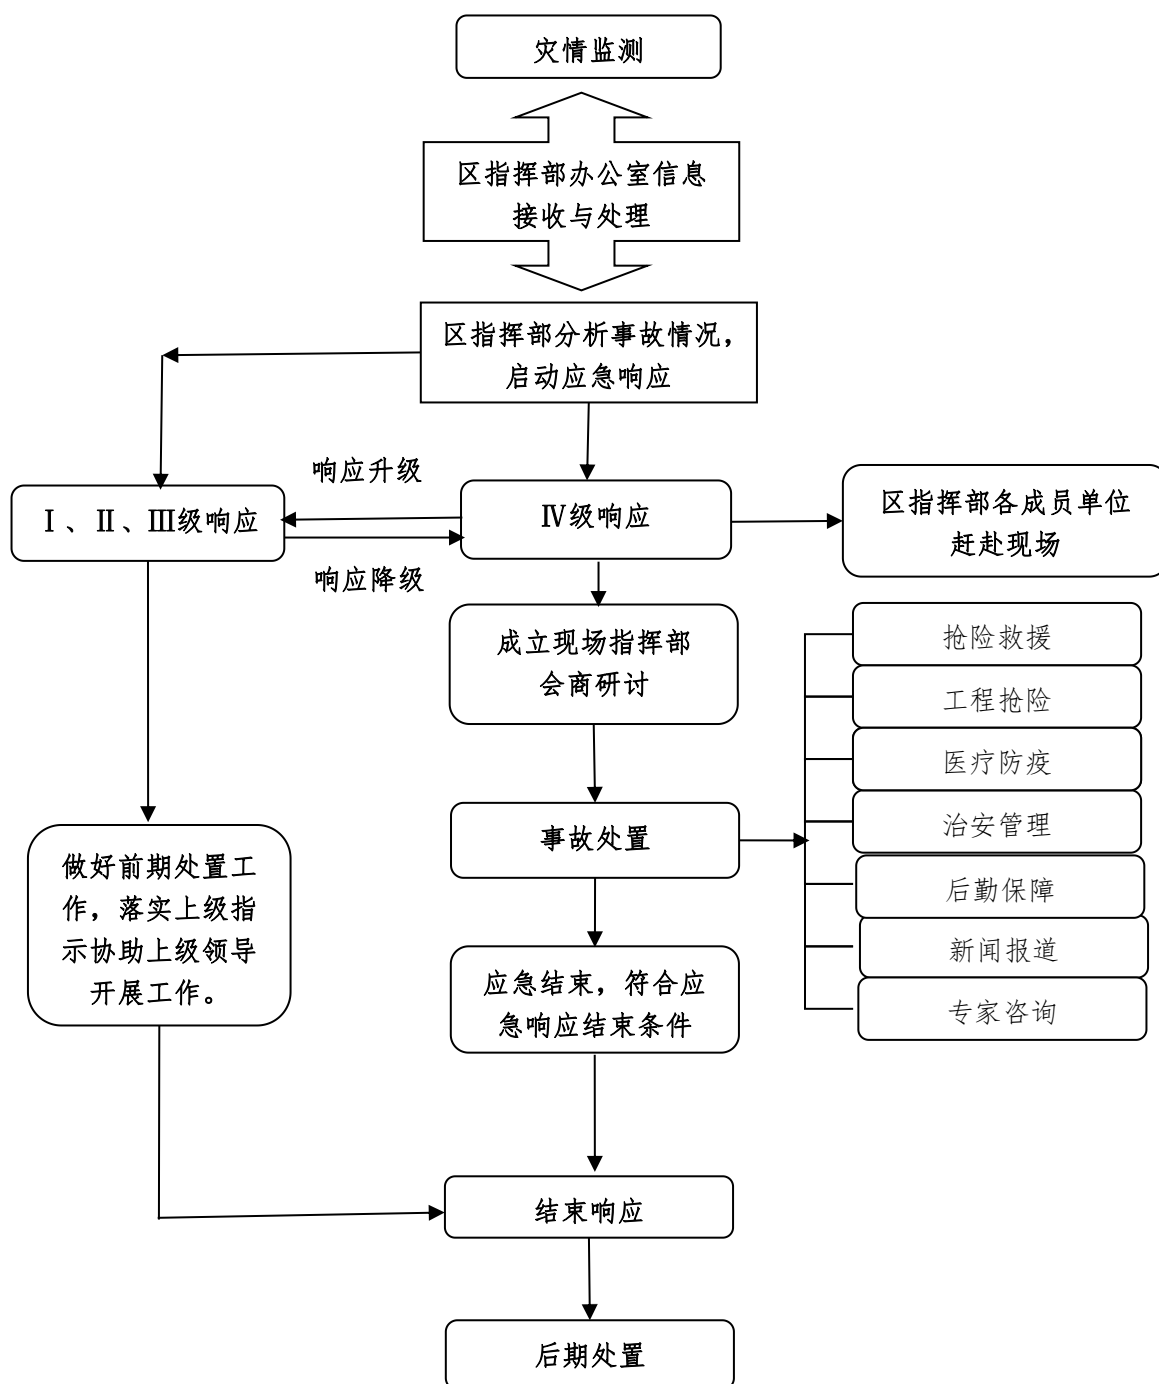 灾情监测
区指挥部办公室信息
接收与处理
区指挥部分析事故情况，
启动应急响应
响应升级
Ⅰ、Ⅱ、Ⅲ级响应
Ⅳ级响应
区指挥部各成员单位
赶赴现场
响应降级
成立现场指挥部
会商研讨
抢险救援
工程抢险
医疗防疫
治安管理
后勤保障
新闻报道
专家咨询
事故处置
做好前期处置工
作，落实上级指
示协助上级领导
开展工作。
应急结束，符合应
急响应结束条件
结束响应
后期处置